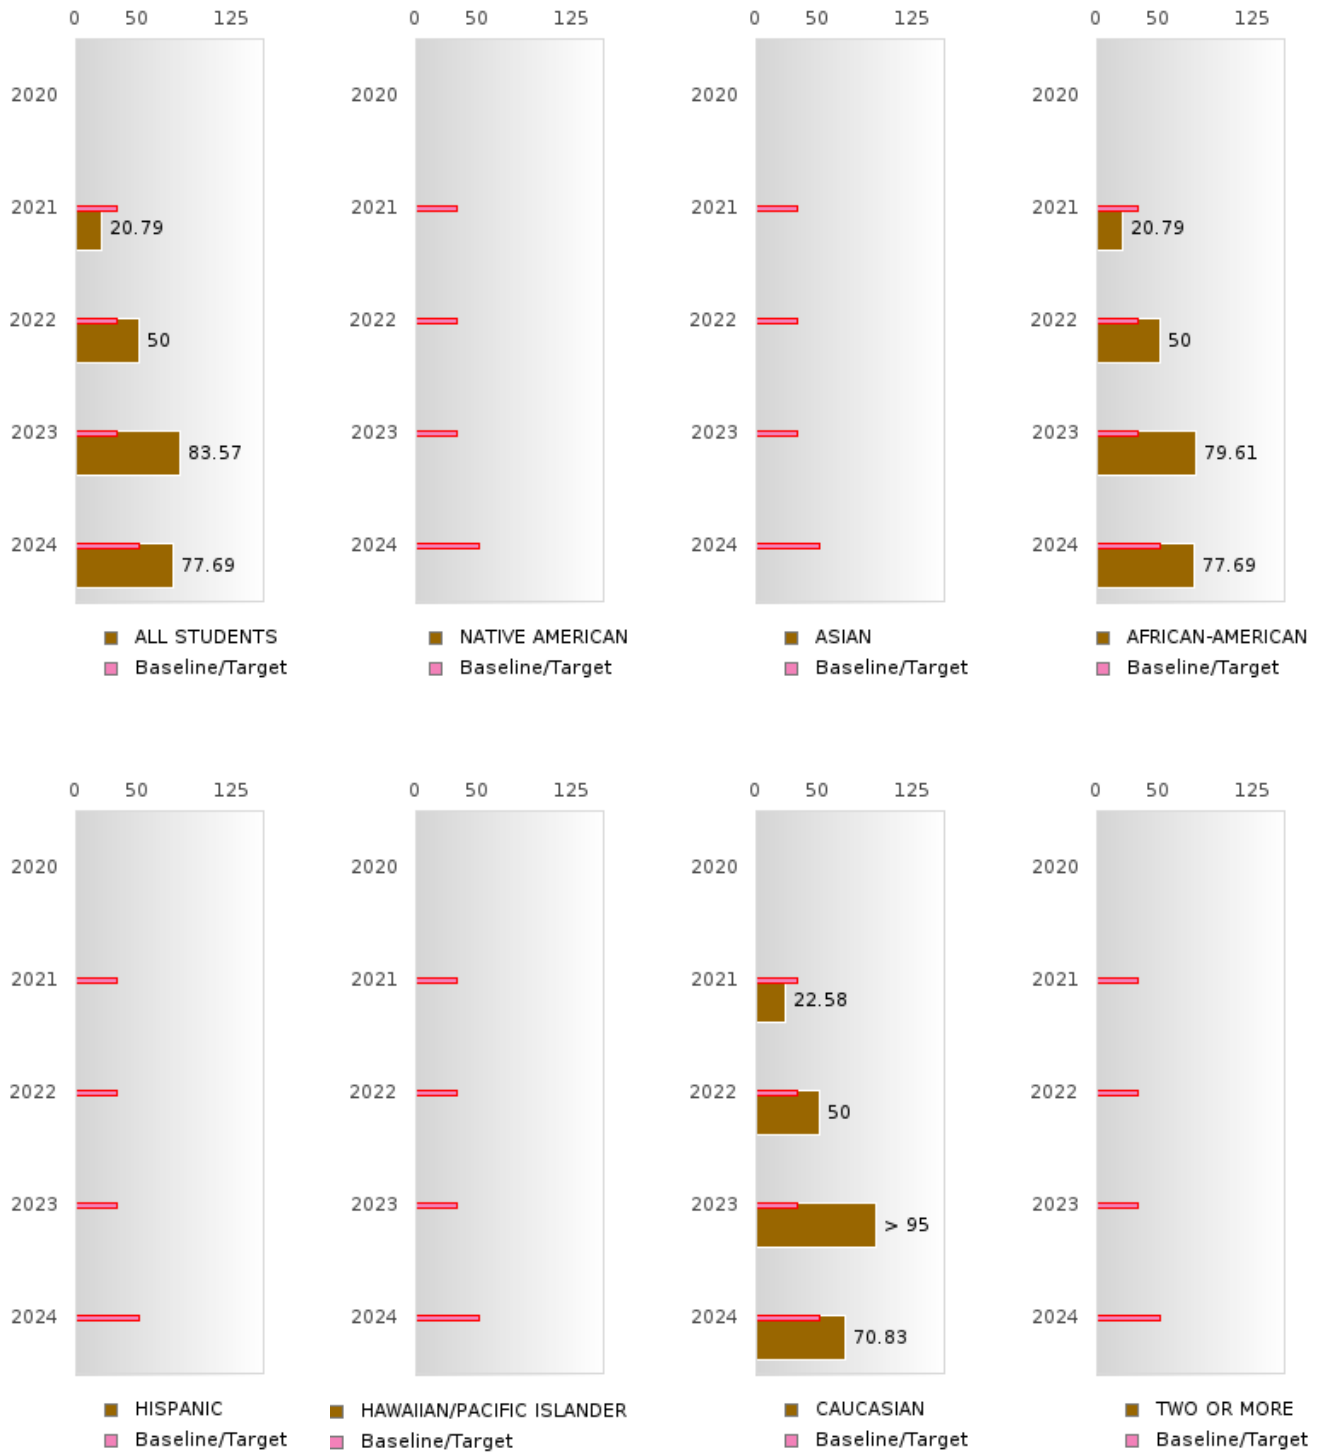 0 50 125 0 50 125 0 50 125 0 50 125
2020 2020 2020 2020
2021 20.79 2021 2021 2021 20.79
2022 50 2022 2022 2022 50
2023 83.57 2023 2023 2023 79.61
2024 77.69 2024 2024 2024 77.69
ALL STUDENTS NATIVE AMERICAN ASIAN AFRICAN-AMERICAN
Baseline/Target Baseline/Target Baseline/Target Baseline/Target
0 50 125 0 50 125 0 50 125 0 50 125
2020 2020 2020 2020
2021 2021 2021 22.58 2021
2022 2022 2022 50 2022
2023 2023 2023 > 95 2023
2024 2024 2024 70.83 2024
HISPANIC HAWAIIAN/PACIFIC ISLANDER CAUCASIAN TWO OR MORE
Baseline/Target Baseline/Target Baseline/Target Baseline/Target